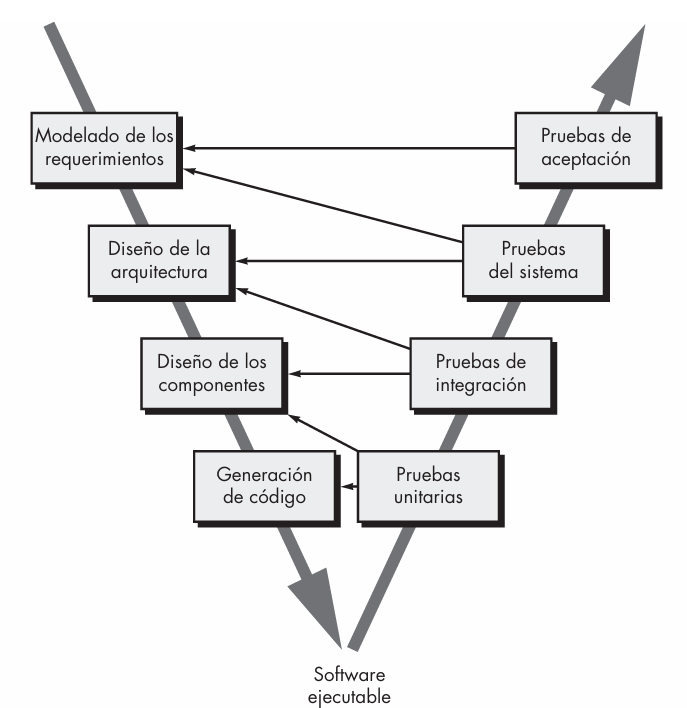 Modelado de los
requerimientos
Pruebas de
aceptación
Diseño de la
arquitectura
Pruebas
del sistema
Diseño de los
componentes
Pruebas de
integración
Generación
de código
Pruebas
unitarias
Software
ejecutable